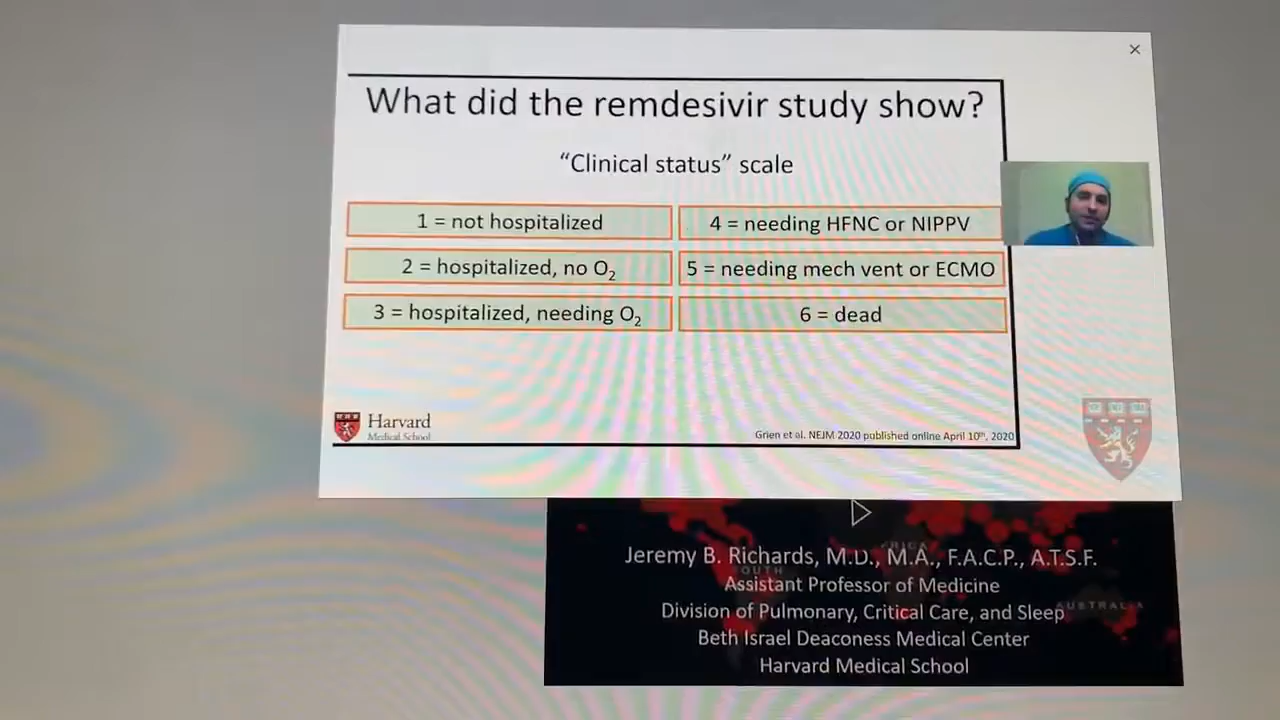 What did the remdesivir study show?
“Clinical status” scale
1 = not hospitalized
4 = needing HFNC or NIPPV
2 = hospitalized, no O₂
5 = needing mech vent or ECMO
3 = hospitalized, needing O₂
6 = dead
Harvard
Medical School
Grien et al. NEJM 2020 published online April 10th, 2020
Jeremy B. Richards, M.D., M.A., F.A.C.P., A.T.S.F.
Assistant Professor of Medicine
Division of Pulmonary, Critical Care, and Sleep
AUSTRALIA
Beth Israel Deaconess Medical Center
Harvard Medical School